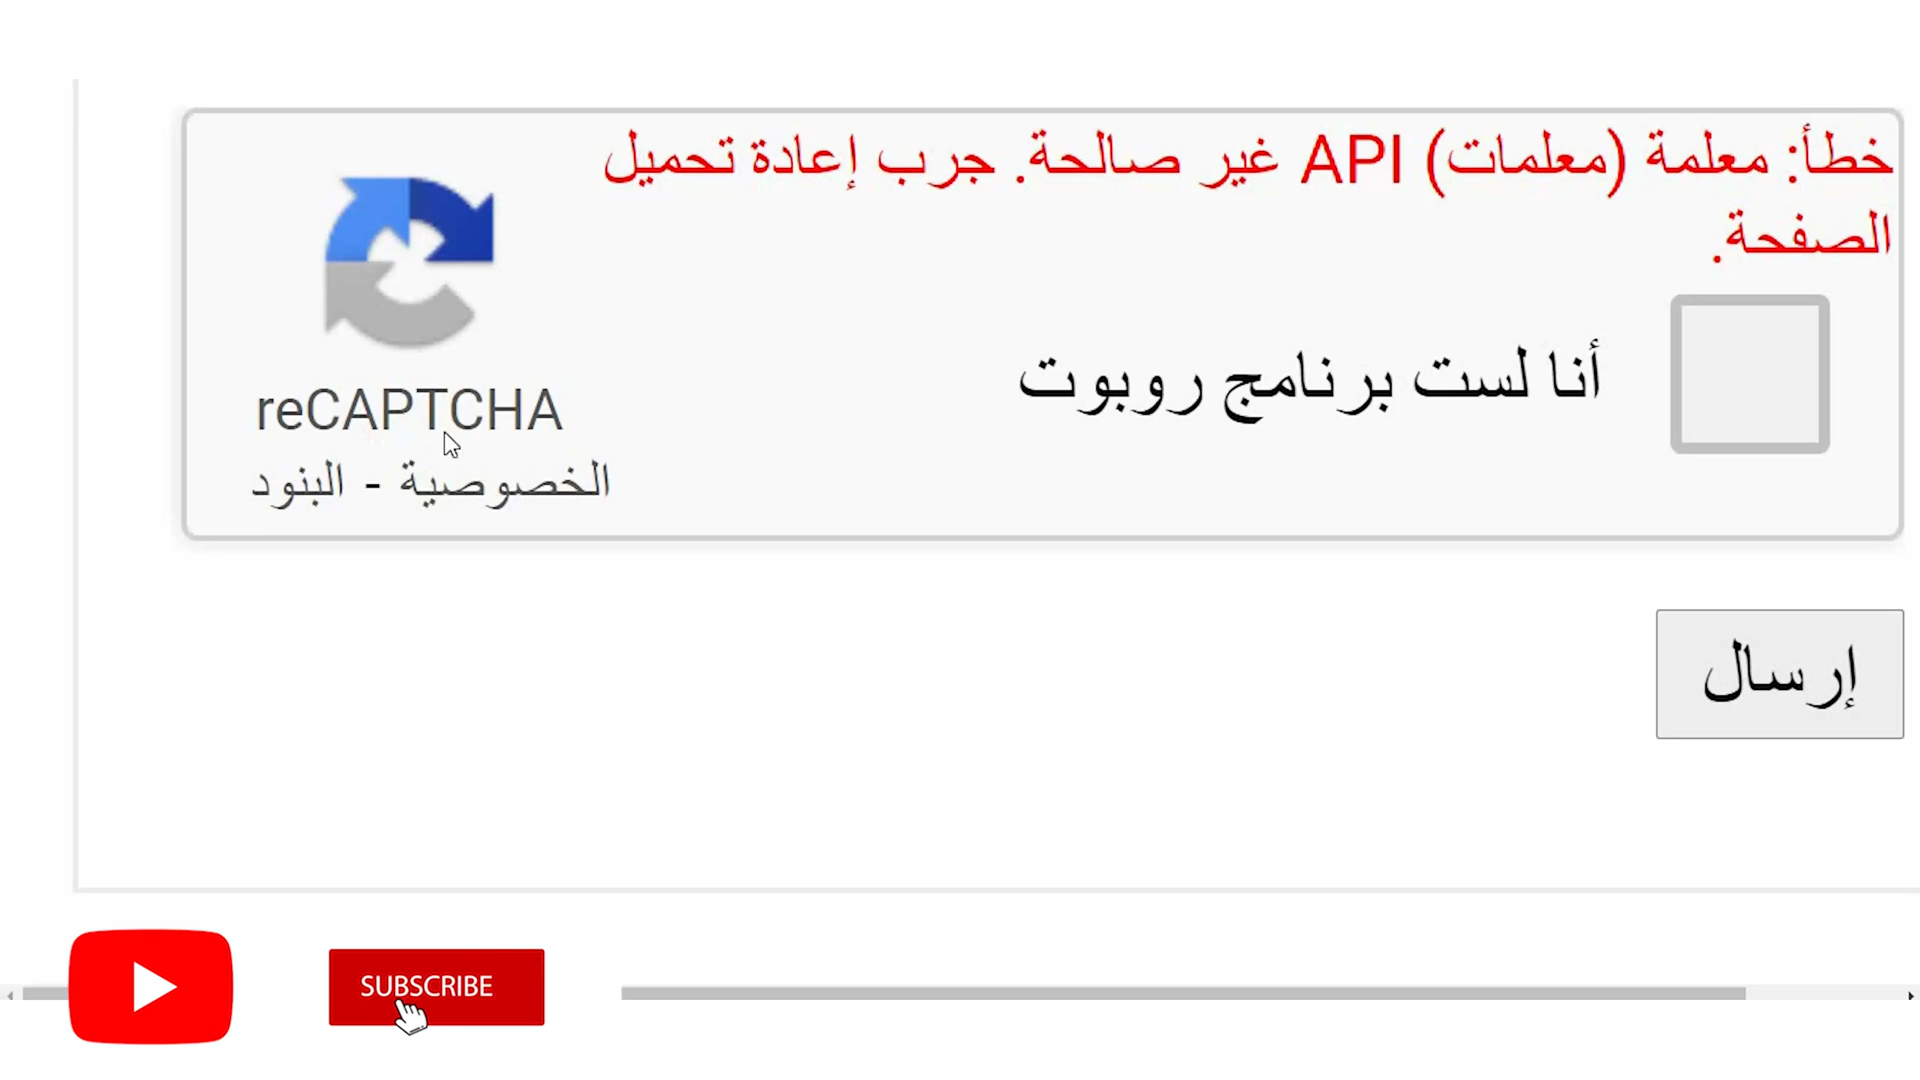 خطأ: معلمة (معلمات) API غير صالحة. جرب إعادة تحميل
الصفحة.
أنا لست برنامج روبوت
reCAPTCHA
الخصوصية - البنود
إرسال
SUBSCRIBE